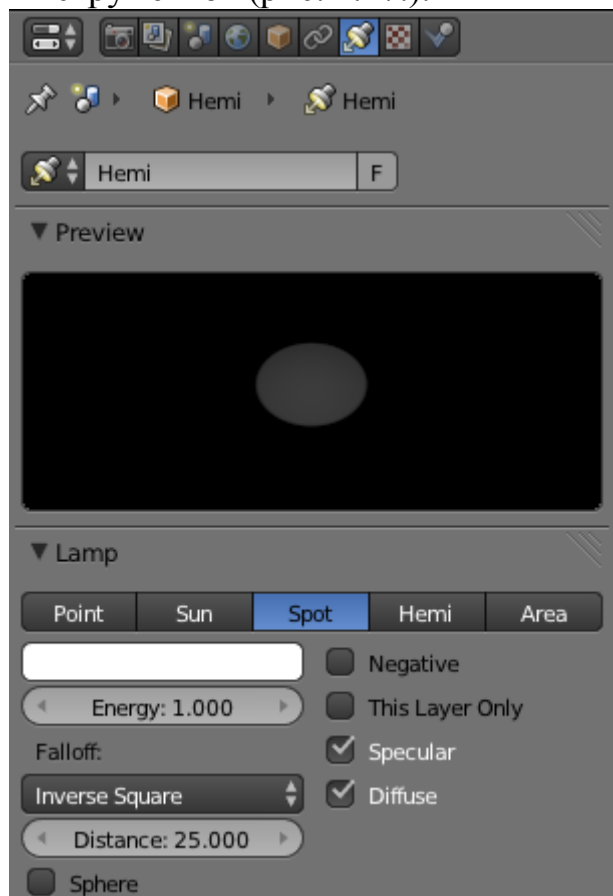 Hemi Hemi
Hemi F
Preview
Lamp
Point Sun Spot Hemi Area
Negative
Energy: 1.000 This Layer Only
Falloff: Specular
Inverse Square Diffuse
Distance: 25.000
Sphere